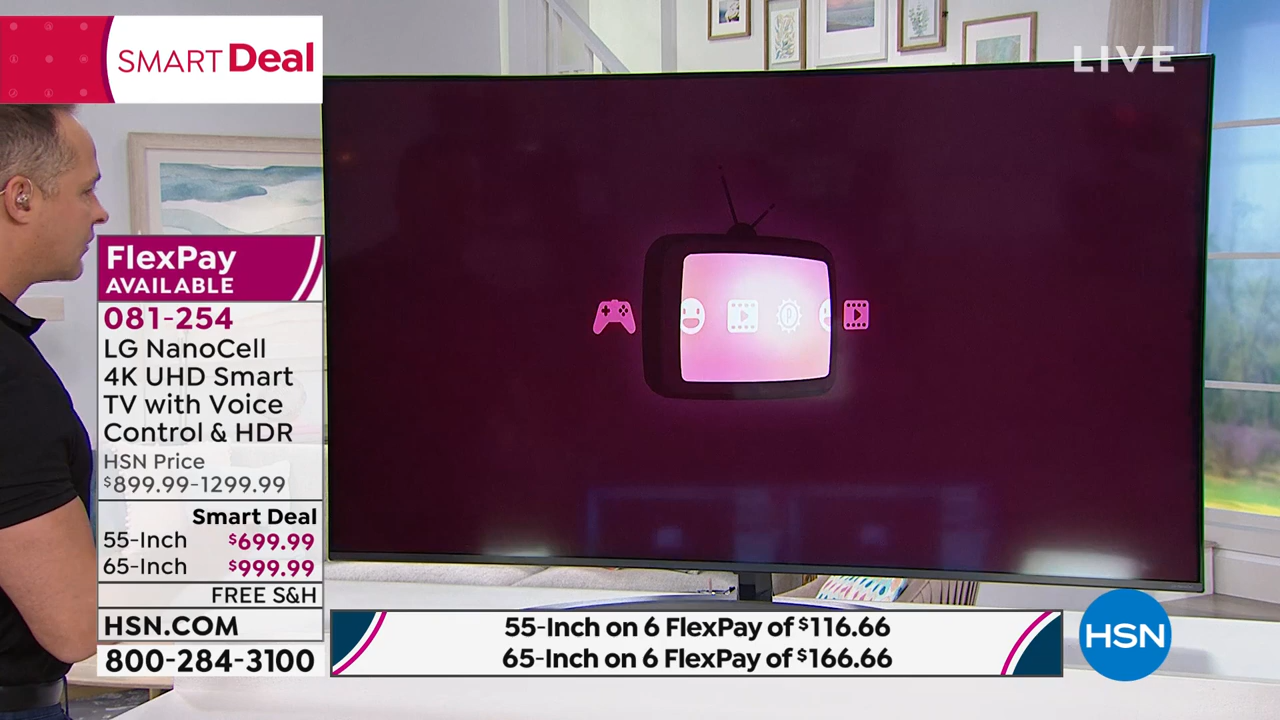 SMART Deal
LIVE
FlexPay
AVAILABLE
081-254
LG NanoCell
4K UHD Smart
TV with Voice
Control & HDR
HSN Price
$899.99-1299.99
Smart Deal
55-Inch $699.99
65-Inch $999.99
FREE S&H
HSN.COM
800-284-3100
55-Inch on 6 FlexPay of $116.66
65-Inch on 6 FlexPay of $166.66
HSN